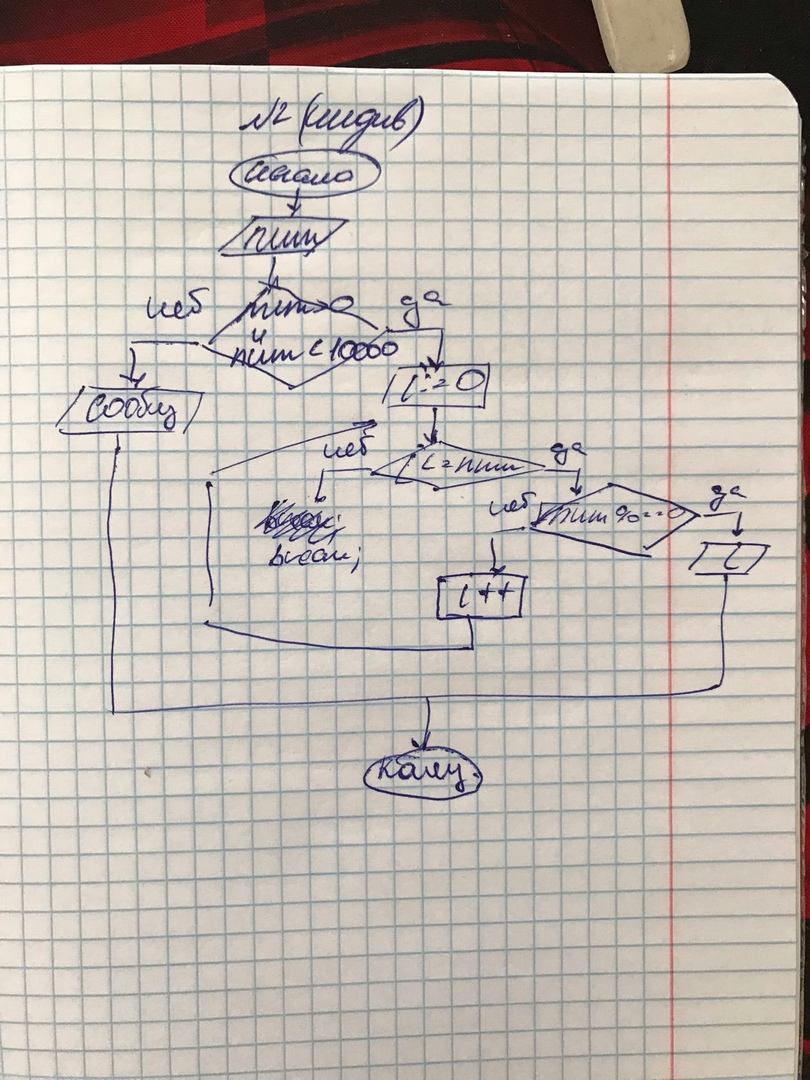 №2 (индив)
начало
num
num>0
и
num < 10000
нет
да
сообщ
i:=0
нет
i=num
да
нет
num%==0
да
i
i++
конец